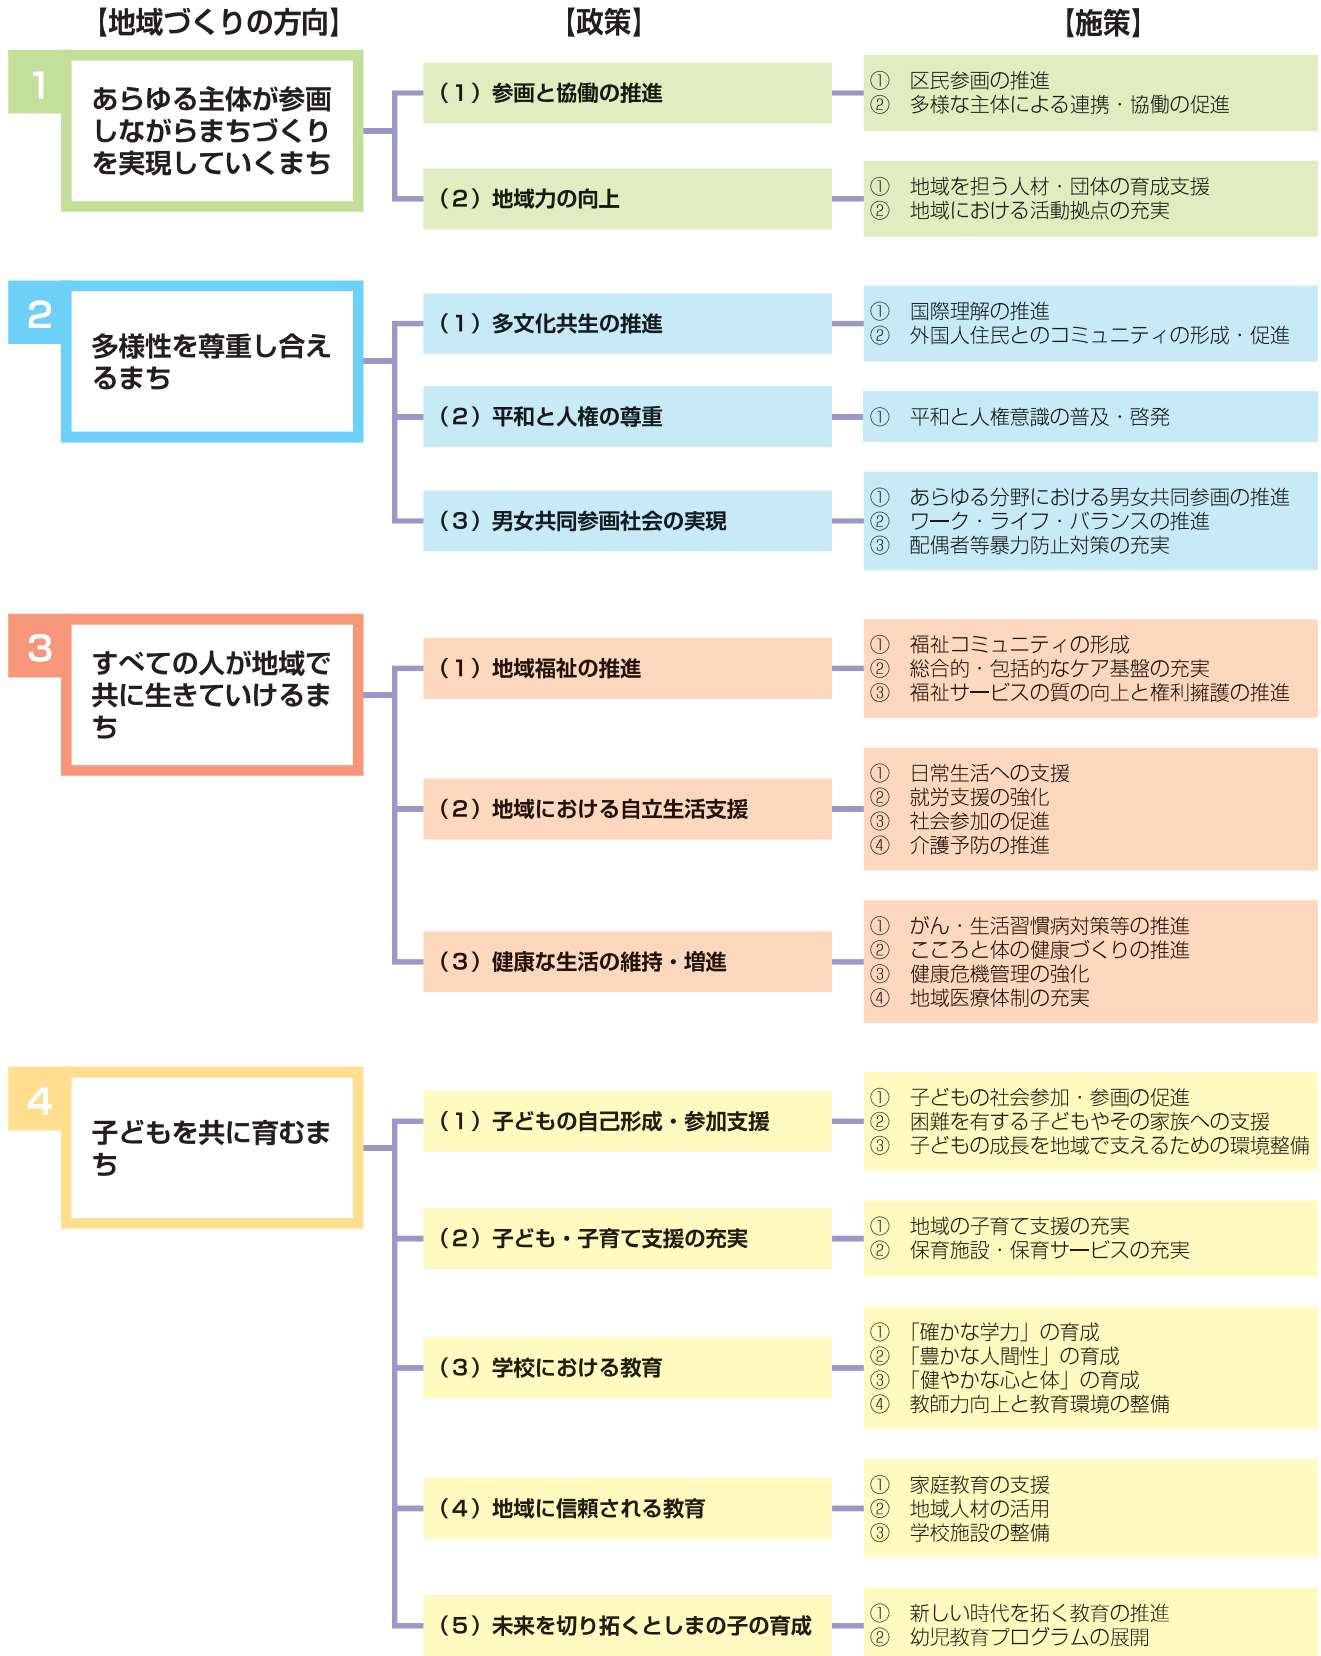 【地域づくりの方向】
【政策】
【施策】
1
あらゆる主体が参画
しながらまちづくり
を実現していくまち
（１）参画と協働の推進
① 区民参画の推進
② 多様な主体による連携・協働の促進
（２）地域力の向上
① 地域を担う人材・団体の育成支援
② 地域における活動拠点の充実
2
多様性を尊重し合え
るまち
（１）多文化共生の推進
① 国際理解の推進
② 外国人住民とのコミュニティの形成・促進
（２）平和と人権の尊重
① 平和と人権意識の普及・啓発
（３）男女共同参画社会の実現
① あらゆる分野における男女共同参画の推進
② ワーク・ライフ・バランスの推進
③ 配偶者等暴力防止対策の充実
3
すべての人が地域で
共に生きていけるま
ち
（１）地域福祉の推進
① 福祉コミュニティの形成
② 総合的・包括的なケア基盤の充実
③ 福祉サービスの質の向上と権利擁護の推進
（２）地域における自立生活支援
① 日常生活への支援
② 就労支援の強化
③ 社会参加の促進
④ 介護予防の推進
（３）健康な生活の維持・増進
① がん・生活習慣病対策等の推進
② こころと体の健康づくりの推進
③ 健康危機管理の強化
④ 地域医療体制の充実
4
子どもを共に育むま
ち
（１）子どもの自己形成・参加支援
① 子どもの社会参加・参画の促進
② 困難を有する子どもやその家族への支援
③ 子どもの成長を地域で支えるための環境整備
（２）子ども・子育て支援の充実
① 地域の子育て支援の充実
② 保育施設・保育サービスの充実
（３）学校における教育
① 「確かな学力」の育成
② 「豊かな人間性」の育成
③ 「健やかな心と体」の育成
④ 教師力向上と教育環境の整備
（４）地域に信頼される教育
① 家庭教育の支援
② 地域人材の活用
③ 学校施設の整備
（５）未来を切り拓くとしまの子の育成
① 新しい時代を拓く教育の推進
② 幼児教育プログラムの展開